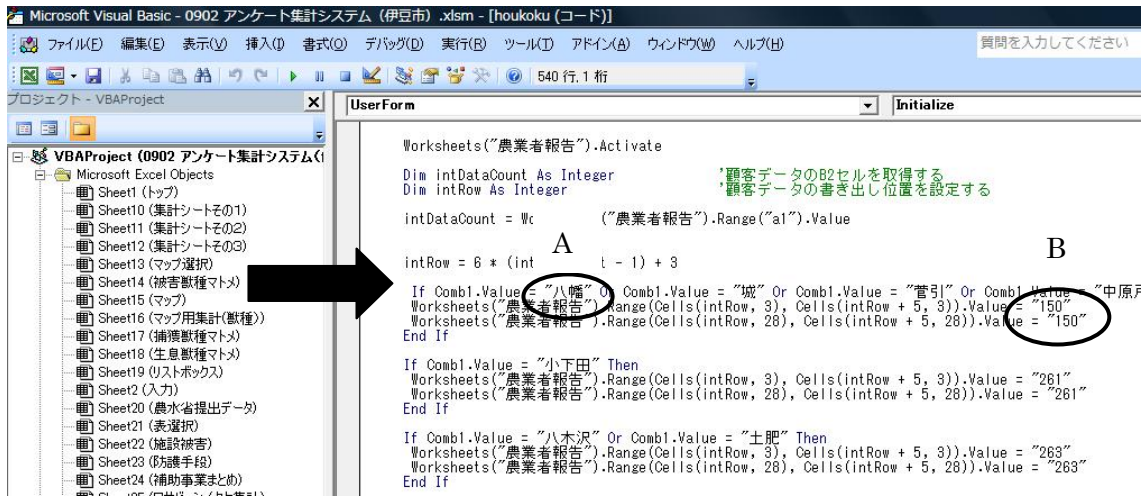 Microsoft Visual Basic - 0902 アンケート集計システム（伊豆市）.xlsm - [houkoku (コード)]
ファイル(F) 編集(E) 表示(V) 挿入(I) 書式(O) デバッグ(D) 実行(R) ツール(T) アドイン(A) ウィンドウ(W) ヘルプ(H) 質問を入力してください
540 行, 1 桁
プロジェクト - VBAProject
UserForm Initialize
VBAProject (0902 アンケート集計システム(
Microsoft Excel Objects
Sheet1 (トップ)
Sheet10 (集計シートその1)
Sheet11 (集計シートその2)
Sheet12 (集計シートその3)
Sheet13 (マップ選択)
Sheet14 (被害獣種マトメ)
Sheet15 (マップ)
Sheet16 (マップ用集計(獣種))
Sheet17 (捕獲獣種マトメ)
Sheet18 (生息獣種マトメ)
Sheet19 (リストボックス)
Sheet2 (入力)
Sheet20 (農水省提出データ)
Sheet21 (表選択)
Sheet22 (施設被害)
Sheet23 (防護手段)
Sheet24 (補助事業まとめ)
Worksheets("農業者報告").Activate
Dim intDataCount As Integer '顧客データのB2セルを取得する
Dim intRow As Integer '顧客データの書き出し位置を設定する
intDataCount = Wo ("農業者報告").Range("a1").Value
A
B
intRow = 6 * (int t - 1) + 3
If Comb1.Value = "八幡" Or Comb1.Value = "城" Or Comb1.Value = "菅引" Or Comb1.Value = "中原戸
Worksheets("農業者報告").Range(Cells(intRow, 3), Cells(intRow + 5, 3)).Value = "150"
Worksheets("農業者報告").Range(Cells(intRow, 28), Cells(intRow + 5, 28)).Value = "150"
End If
If Comb1.Value = "小下田" Then
Worksheets("農業者報告").Range(Cells(intRow, 3), Cells(intRow + 5, 3)).Value = "261"
Worksheets("農業者報告").Range(Cells(intRow, 28), Cells(intRow + 5, 28)).Value = "261"
End If
If Comb1.Value = "八木沢" Or Comb1.Value = "土肥" Then
Worksheets("農業者報告").Range(Cells(intRow, 3), Cells(intRow + 5, 3)).Value = "263"
Worksheets("農業者報告").Range(Cells(intRow, 28), Cells(intRow + 5, 28)).Value = "263"
End If